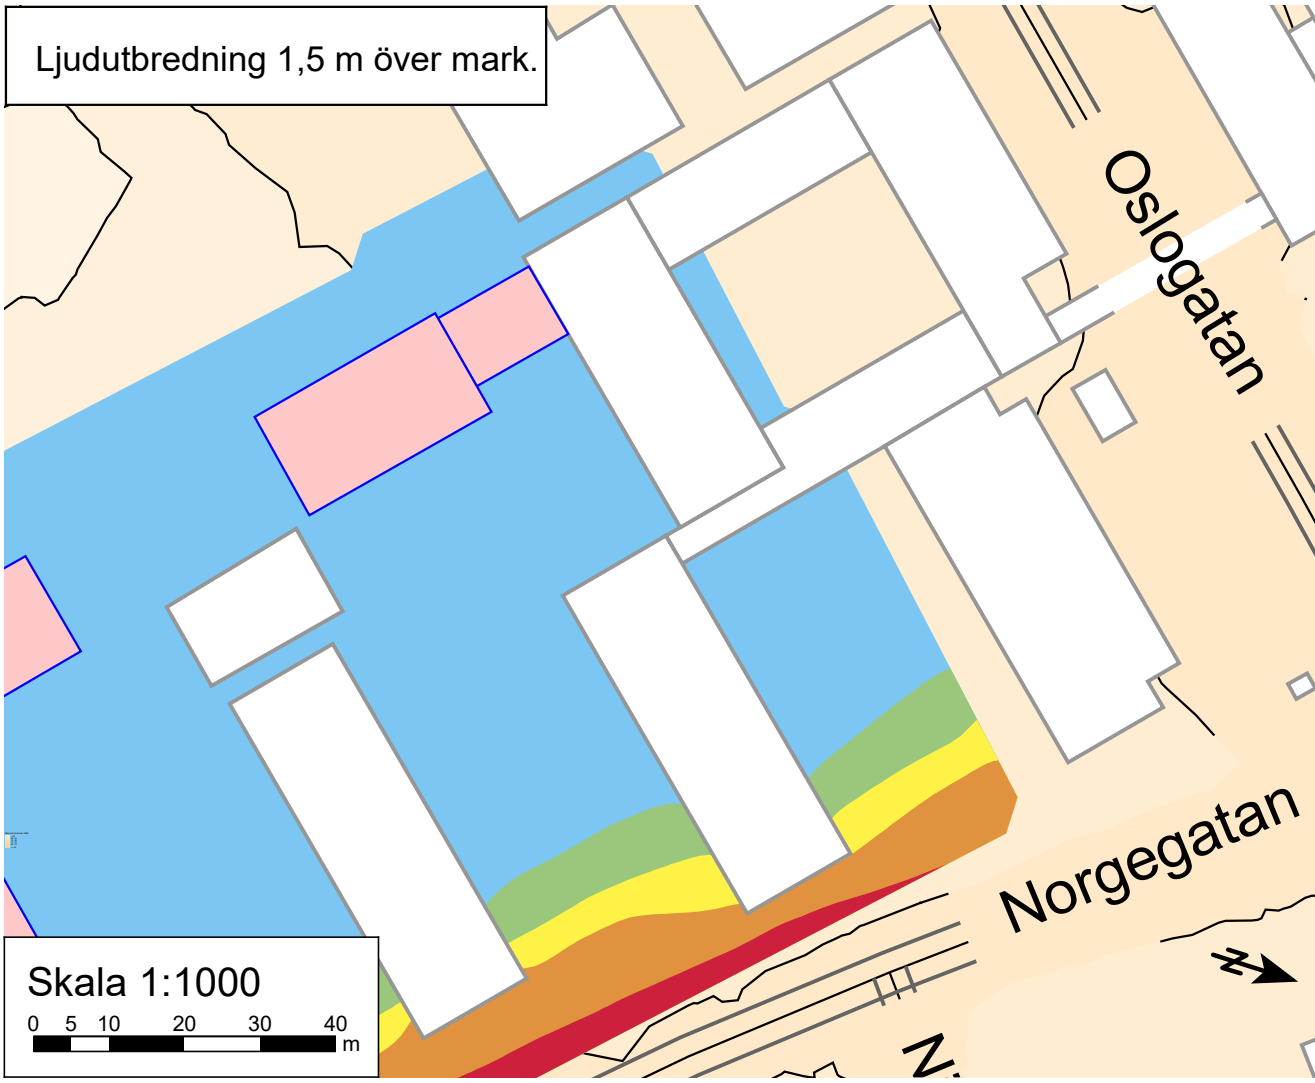 Ljudutbredning 1,5 m över mark.
Oslogatan
Norgegatan
Skala 1:1000
0 5 10 20 30 40
m